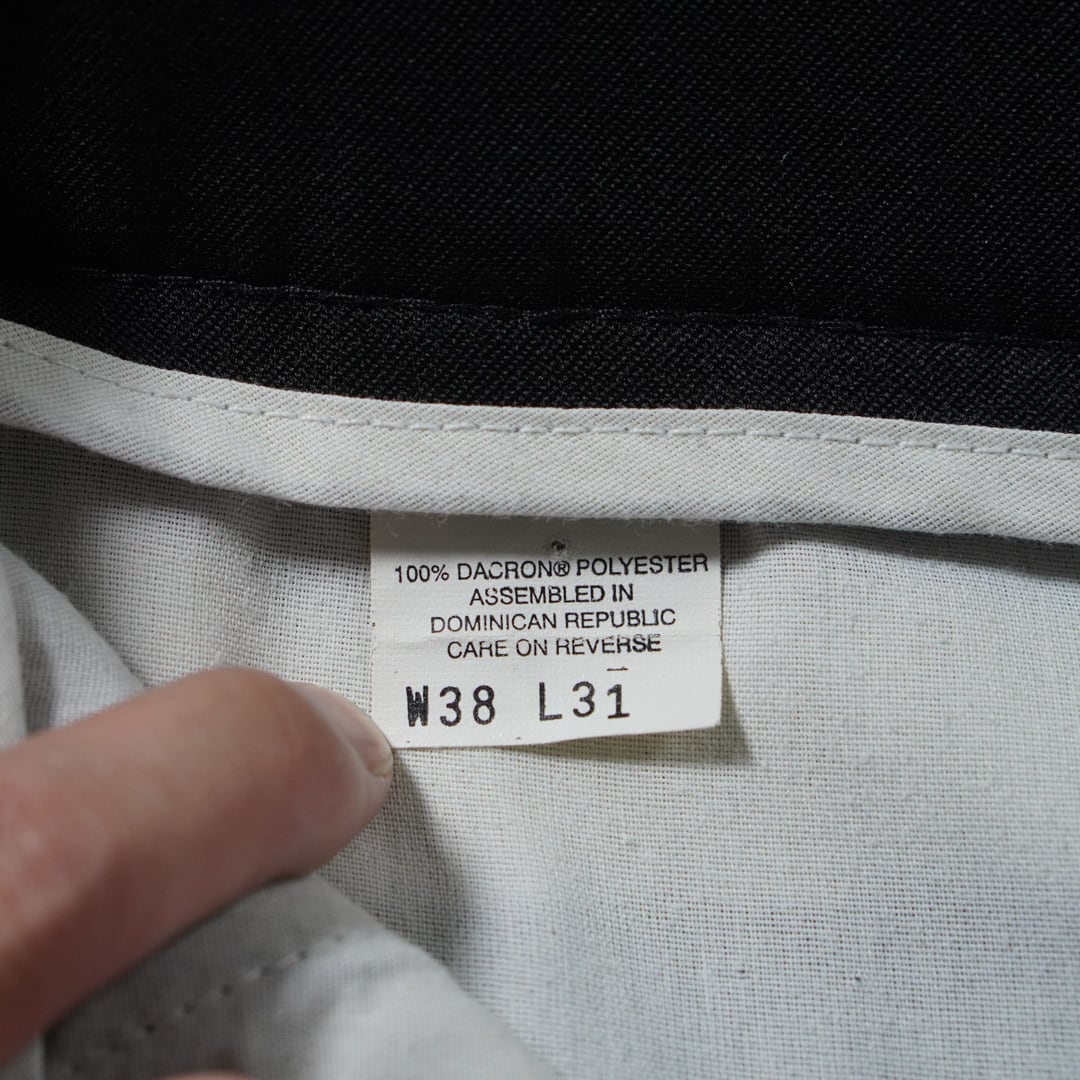 100% DACRON® POLYESTER
ASSEMBLED IN
DOMINICAN REPUBLIC
CARE ON REVERSE
W38 L31